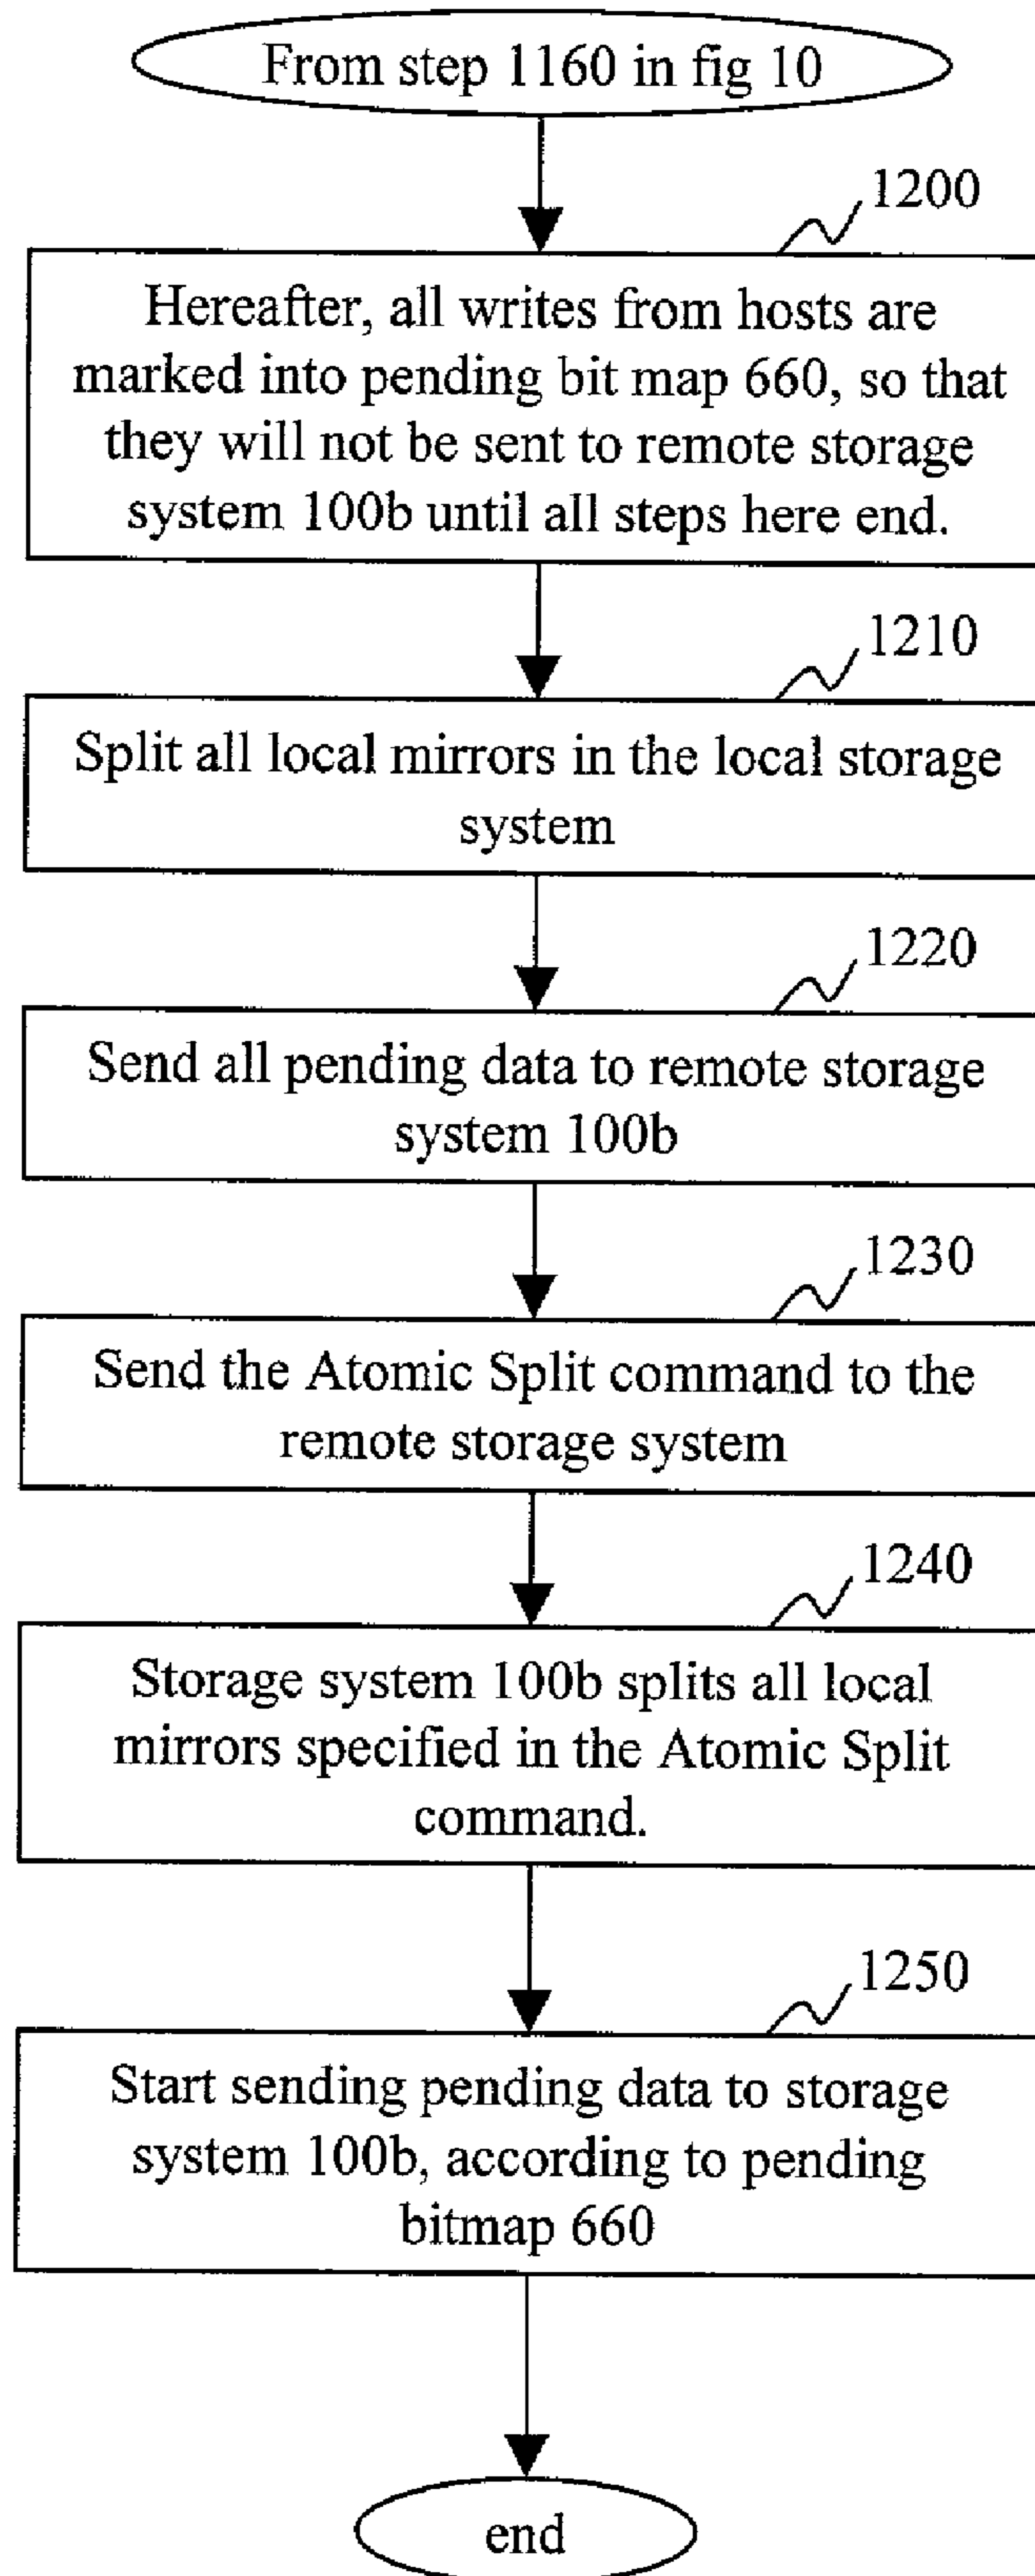 From step 1160 in fig 10
1200
Hereafter, all writes from hosts are
marked into pending bit map 660, so that
they will not be sent to remote storage
system 100b until all steps here end.
1210
Split all local mirrors in the local storage
system
1220
Send all pending data to remote storage
system 100b
1230
Send the Atomic Split command to the
remote storage system
1240
Storage system 100b splits all local
mirrors specified in the Atomic Split
command.
1250
Start sending pending data to storage
system 100b, according to pending
bitmap 660
end